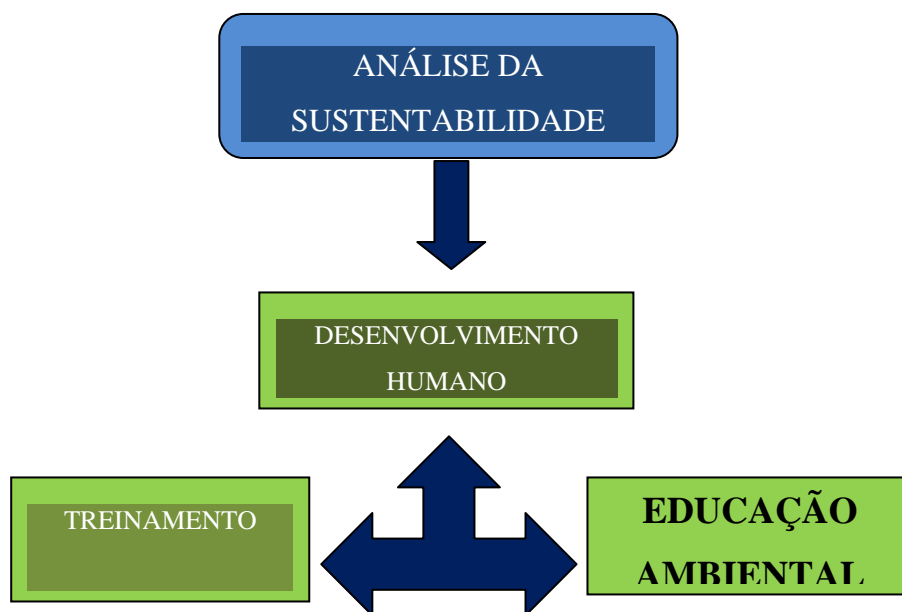 ANÁLISE DA
SUSTENTABILIDADE
DESENVOLVIMENTO
HUMANO
TREINAMENTO
EDUCAÇÃO
AMBIENTAL